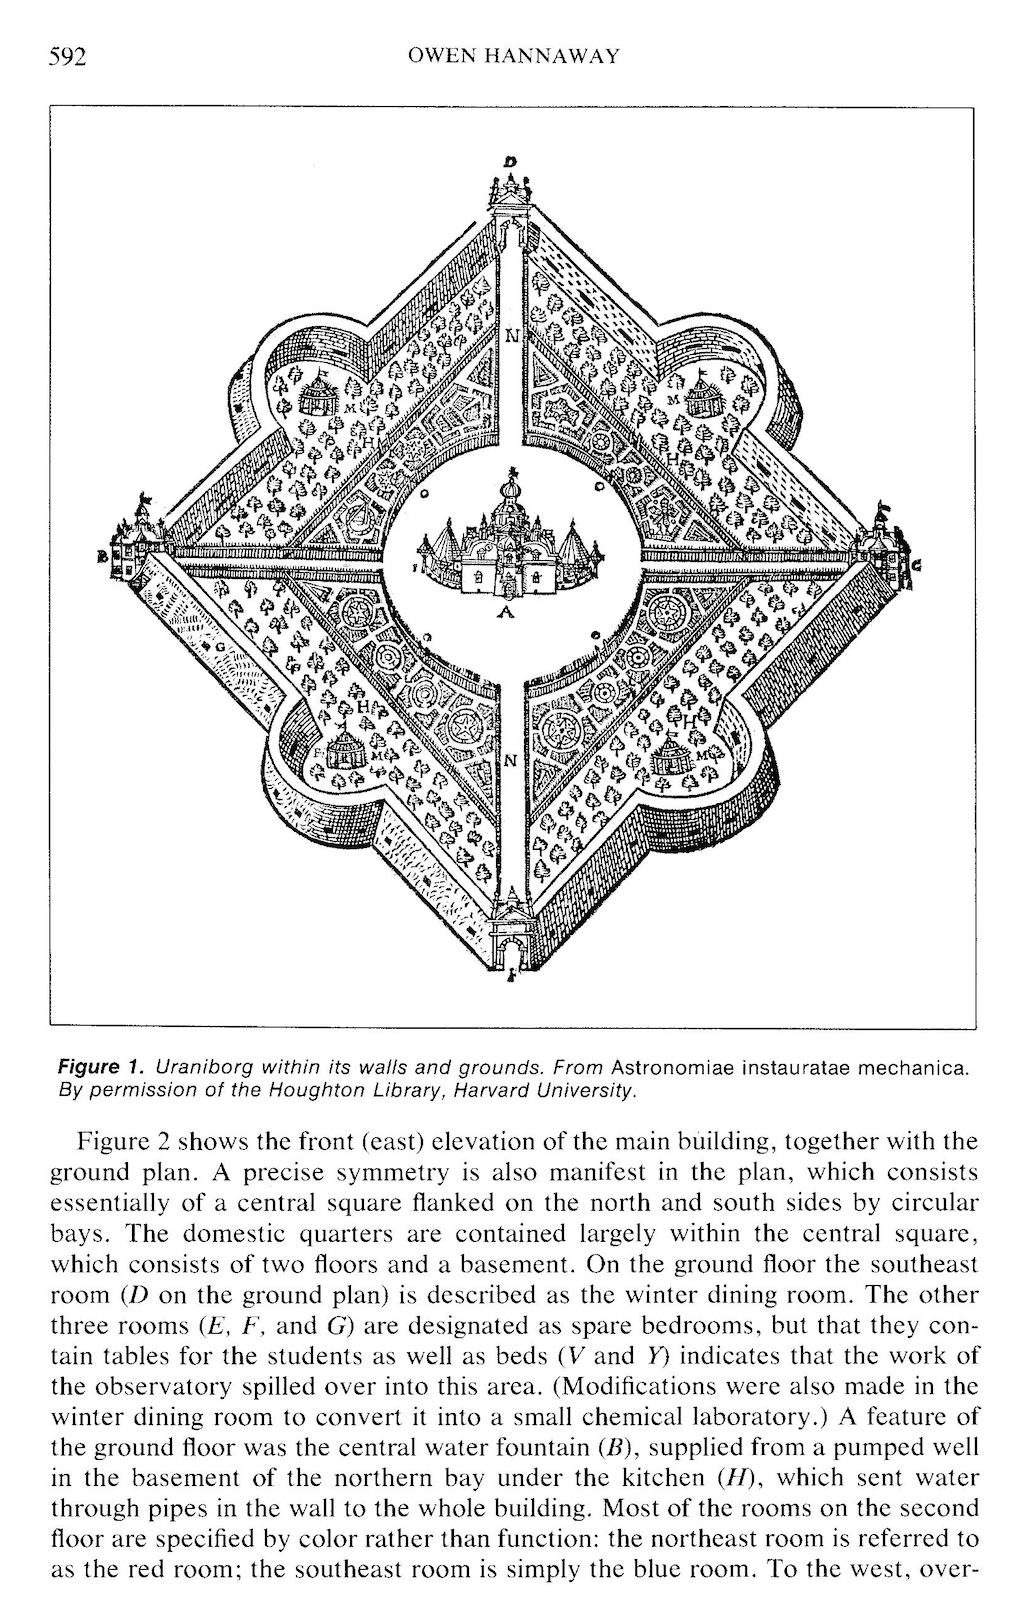 592
OWEN HANNAWAY
D
N
M
M
H
H
B
C
A
G
H
H
F
M
M
N
F
Figure 1. Uraniborg within its walls and grounds. From Astronomiae instauratae mechanica.
By permission of the Houghton Library, Harvard University.
Figure 2 shows the front (east) elevation of the main building, together with the
ground plan. A precise symmetry is also manifest in the plan, which consists
essentially of a central square flanked on the north and south sides by circular
bays. The domestic quarters are contained largely within the central square,
which consists of two floors and a basement. On the ground floor the southeast
room (D on the ground plan) is described as the winter dining room. The other
three rooms (E, F, and G) are designated as spare bedrooms, but that they con-
tain tables for the students as well as beds (V and Y) indicates that the work of
the observatory spilled over into this area. (Modifications were also made in the
winter dining room to convert it into a small chemical laboratory.) A feature of
the ground floor was the central water fountain (B), supplied from a pumped well
in the basement of the northern bay under the kitchen (H), which sent water
through pipes in the wall to the whole building. Most of the rooms on the second
floor are specified by color rather than function: the northeast room is referred to
as the red room; the southeast room is simply the blue room. To the west, over-